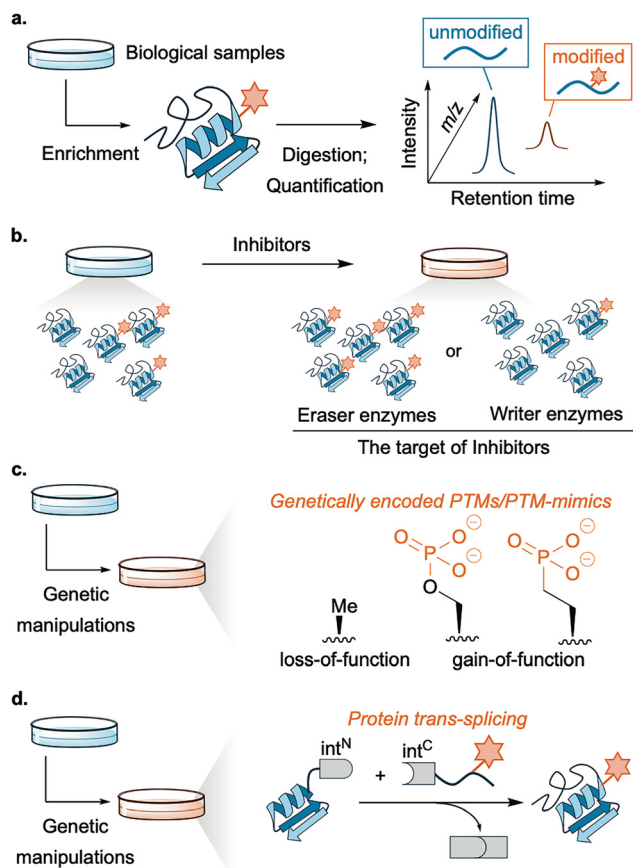 a.
Biological samples
Enrichment
Digestion;
Quantification
unmodified
modified
Intensity
m/z
Retention time
b.
Inhibitors
or
Eraser enzymes
Writer enzymes
The target of Inhibitors
c.
Genetic
manipulations
Genetically encoded PTMs/PTM-mimics
O
P
O
⊖
O
⊖
O
O
P
O
⊖
O
⊖
Me
loss-of-function
gain-of-function
d.
Genetic
manipulations
Protein trans-splicing
intN
+
intC